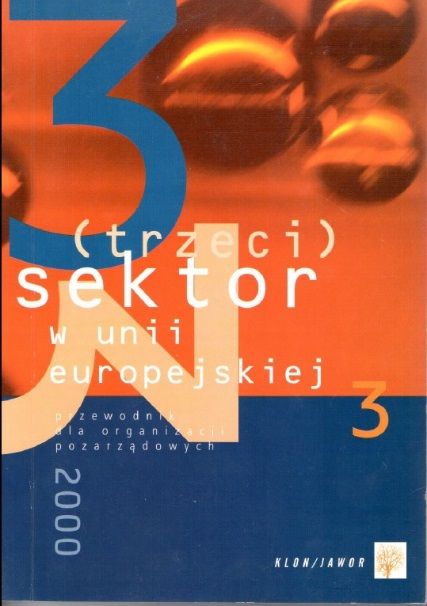 3
(trzeci)
sektor
w unii
europejskiej
3
przewodnik
dla organizacji
pozarządowych
2000
KLON/JAWOR